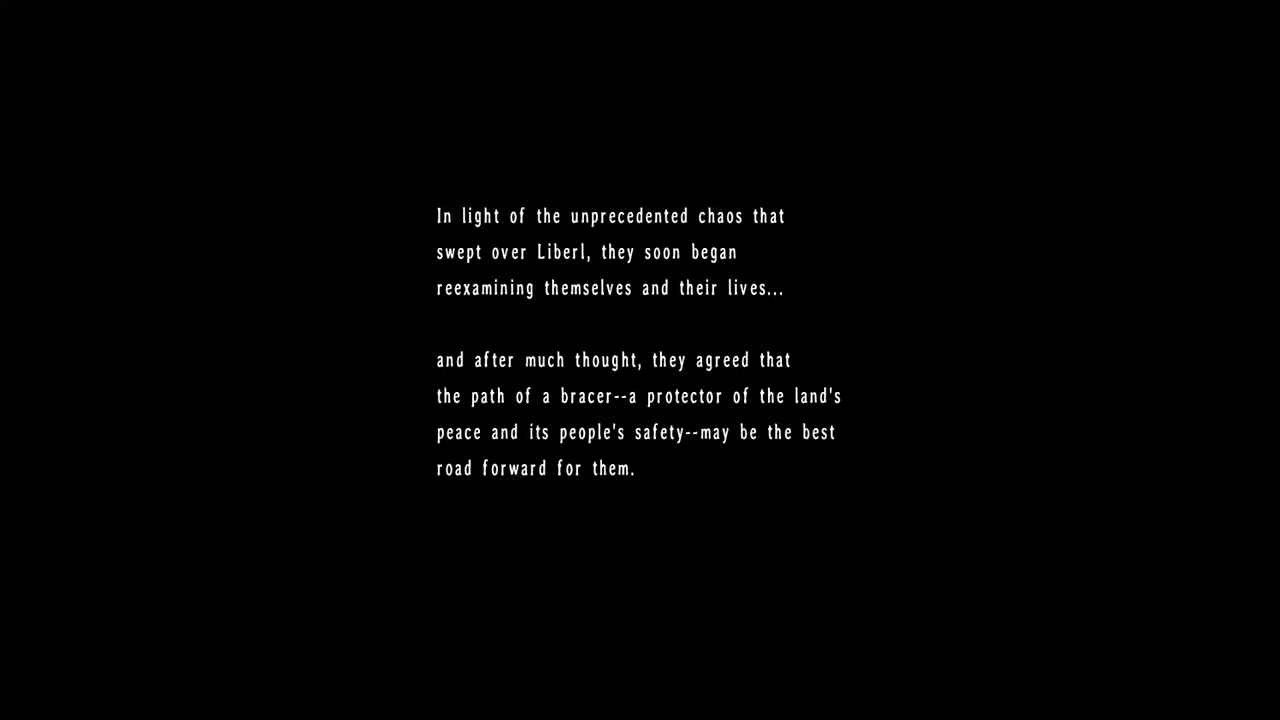 In light of the unprecedented chaos that
swept over Liberl, they soon began
reexamining themselves and their lives...
and after much thought, they agreed that
the path of a bracer--a protector of the land's
peace and its people's safety--may be the best
road forward for them.